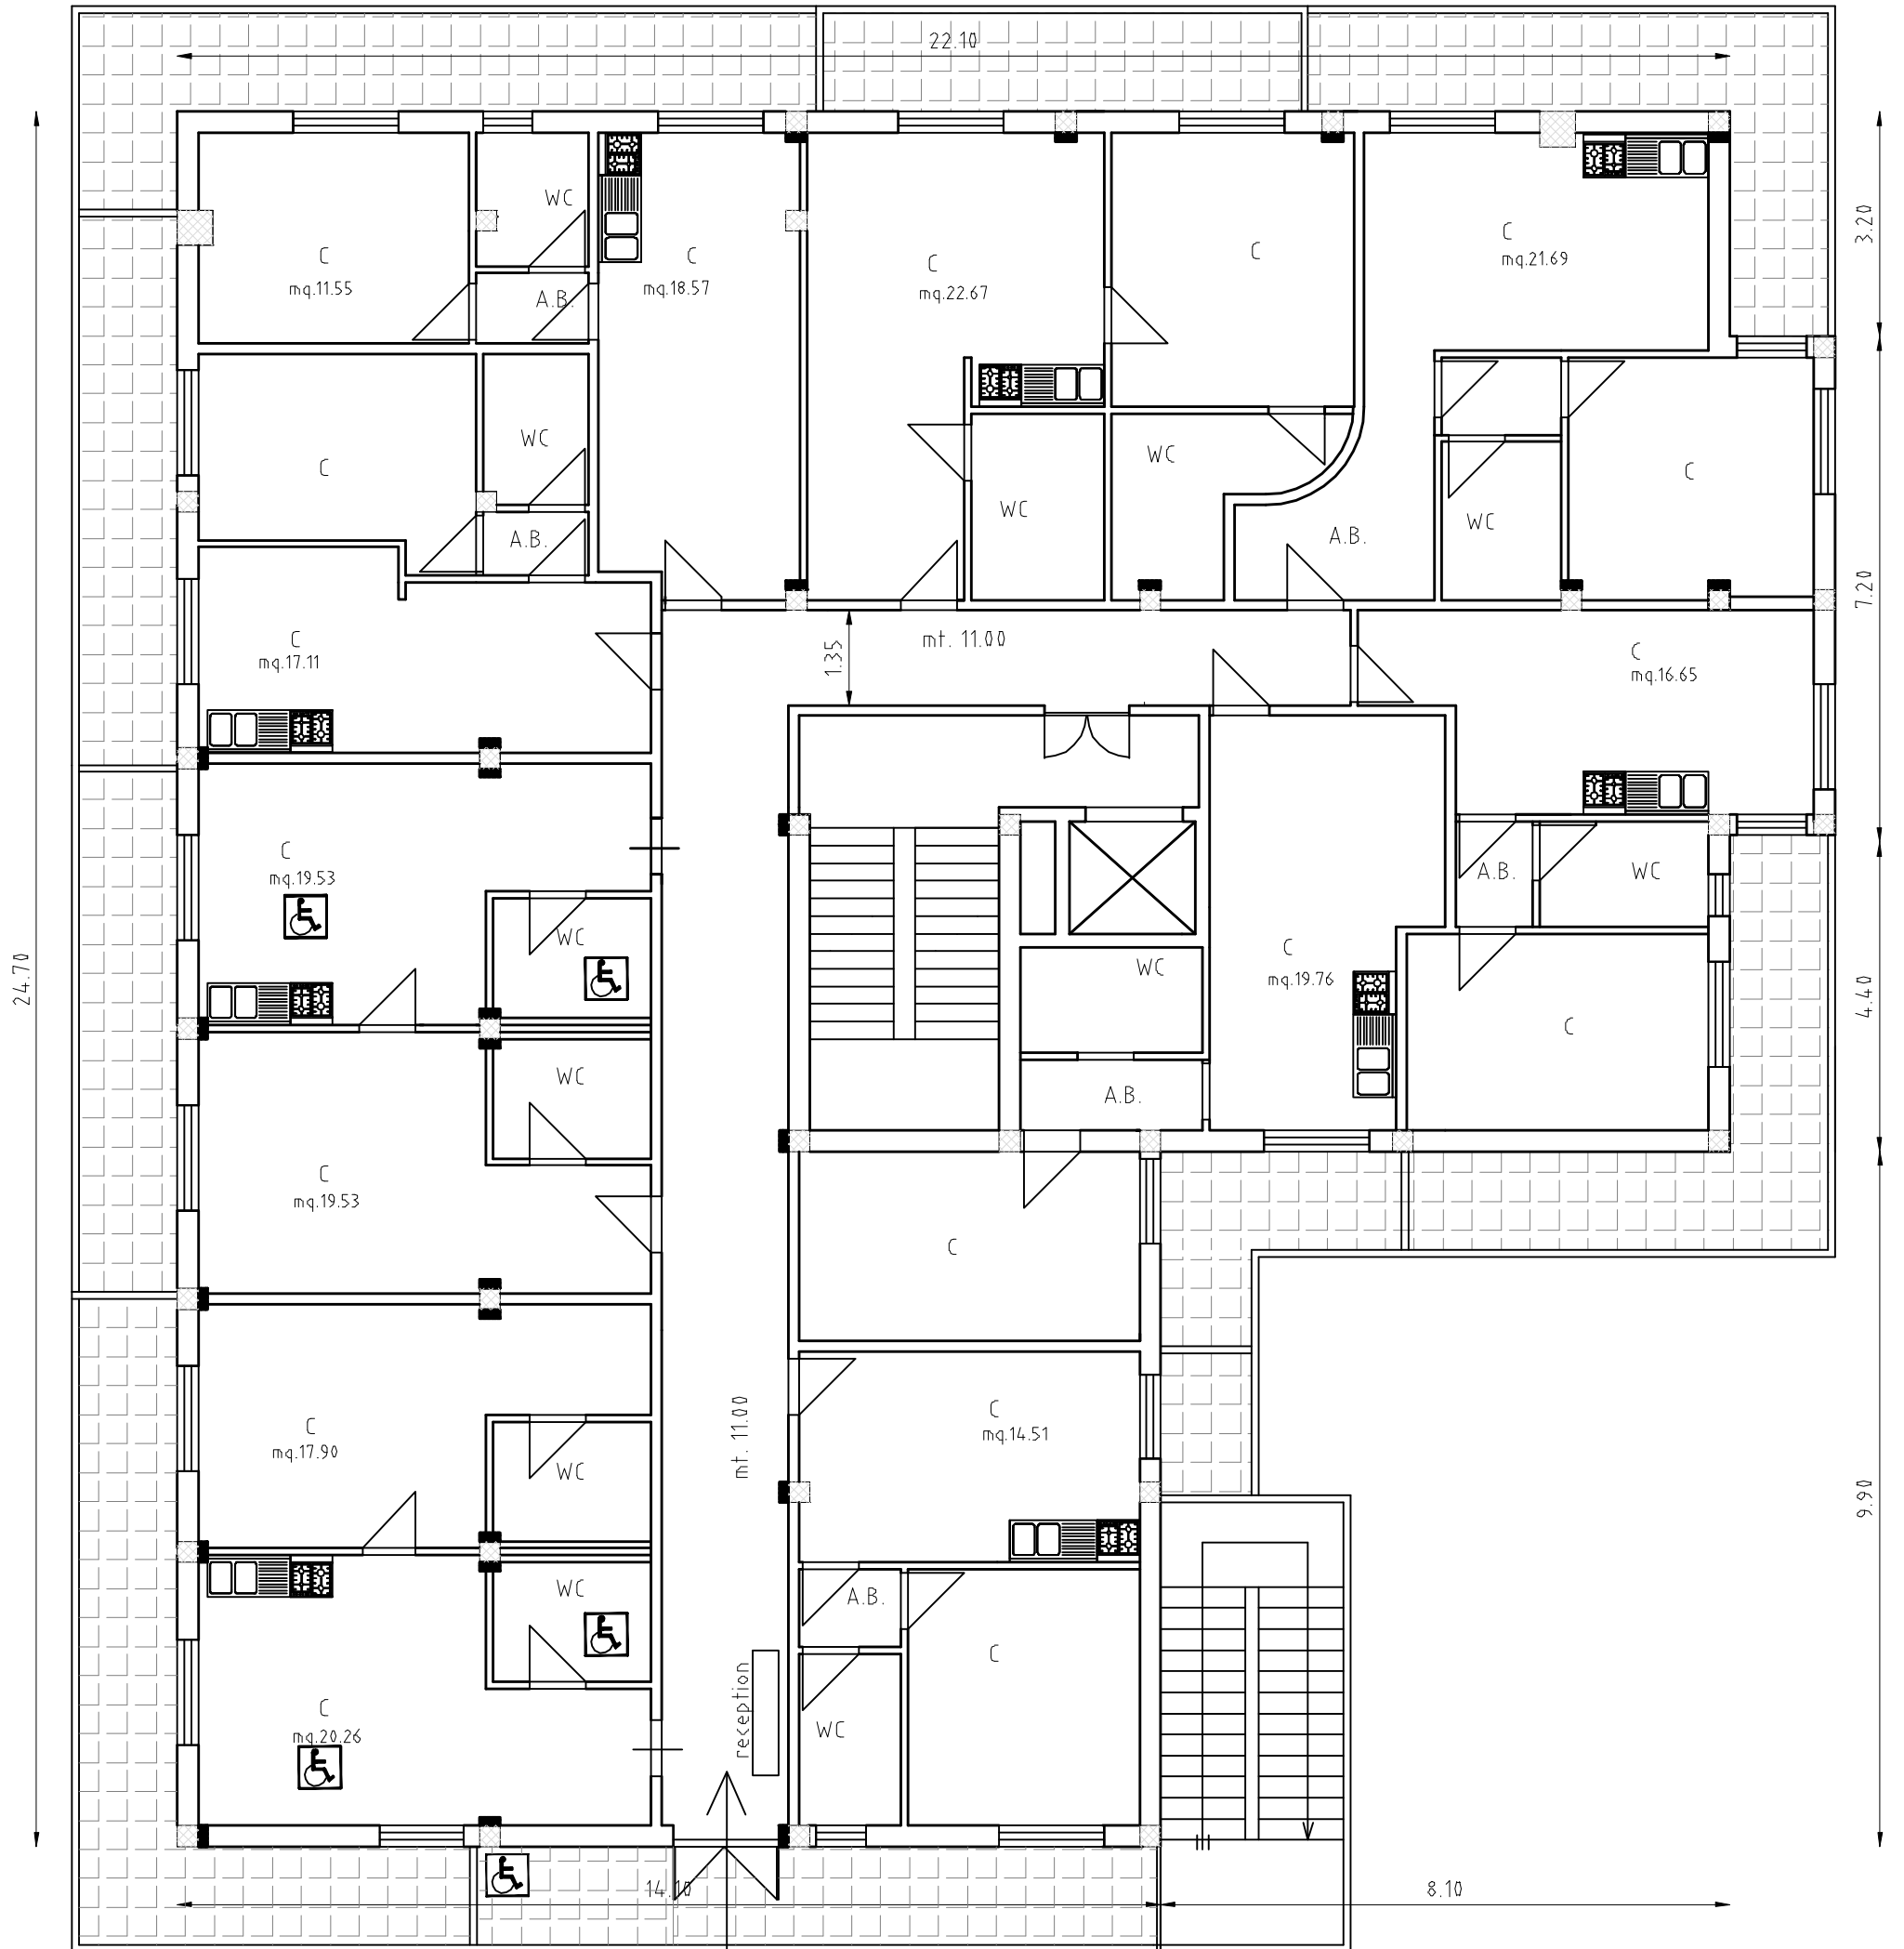 22.10
WC
C
mq.11.55
A.B.
C
mq.18.57
C
mq.22.67
C
C
mq.21.69
3.20
C
WC
A.B.
WC
WC
A.B.
WC
C
7.20
C
mq.17.11
1.35
mt. 11.00
C
mq.16.65
C
mq.19.53
WC
24.70
WC
A.B.
C
mq.19.76
A.B.
WC
C
4.40
WC
C
mq.19.53
C
C
mq.17.90
WC
mt. 11.00
C
mq.14.51
9.90
WC
A.B.
C
C
mq.20.26
reception
WC
14.10
8.10